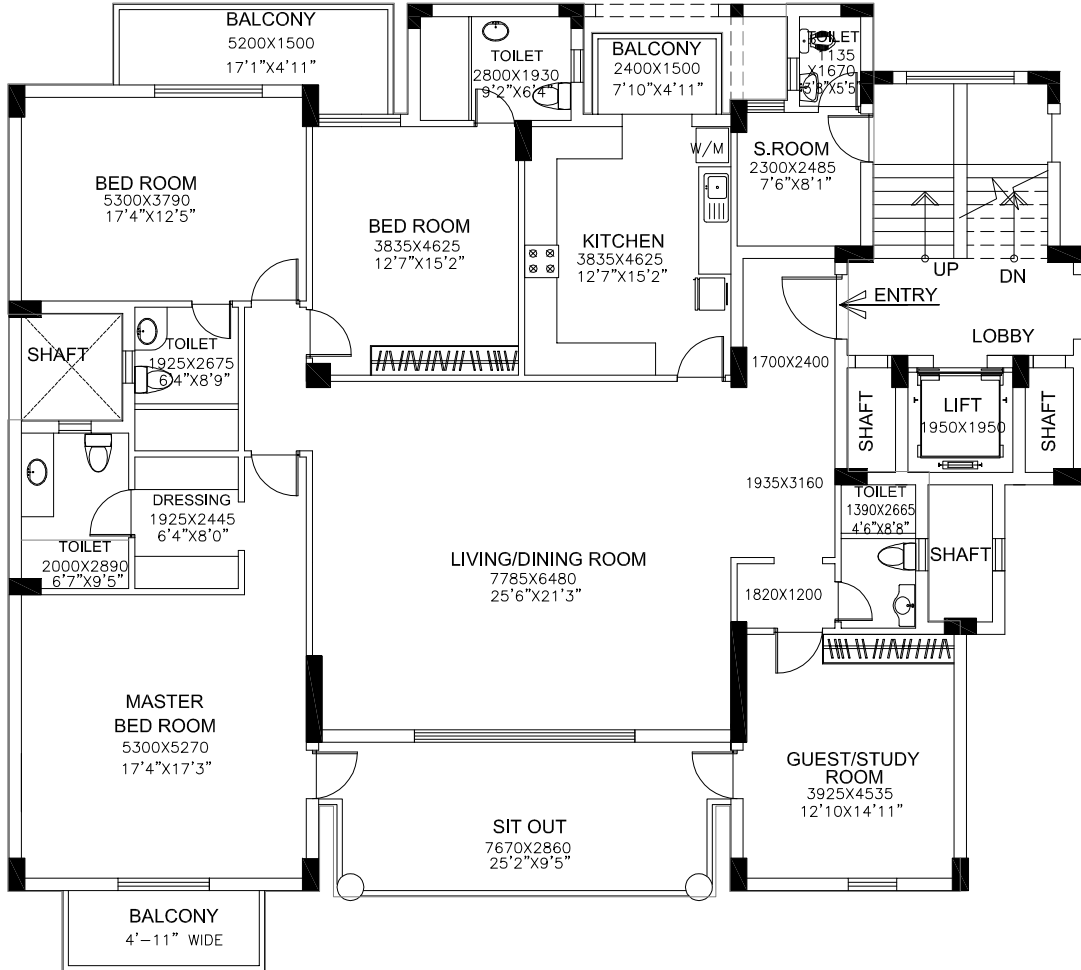 BALCONY
5200X1500
17'1"X4'11"
TOILET
2800X1930
9'2"X6'4"
BALCONY
2400X1500
7'10"X4'11"
TOILET
1135
X1670
3'8"X5'5
BED ROOM
5300X3790
17'4"X12'5"
BED ROOM
3835X4625
12'7"X15'2"
W/M
KITCHEN
3835X4625
12'7"X15'2"
S.ROOM
2300X2485
7'6"X8'1"
UP
DN
ENTRY
LOBBY
SHAFT
TOILET
1925X2675
6'4"X8'9"
1700X2400
SHAFT
LIFT
1950X1950
SHAFT
DRESSING
1925X2445
6'4"X8'0"
TOILET
2000X2890
6'7"X9'5"
LIVING/DINING ROOM
7785X6480
25'6"X21'3"
1935X3160
TOILET
1390X2665
4'6"X8'8"
SHAFT
1820X1200
MASTER
BED ROOM
5300X5270
17'4"X17'3"
GUEST/STUDY
ROOM
3925X4535
12'10X14'11"
SIT OUT
7670X2860
25'2"X9'5"
BALCONY
4'-11" WIDE